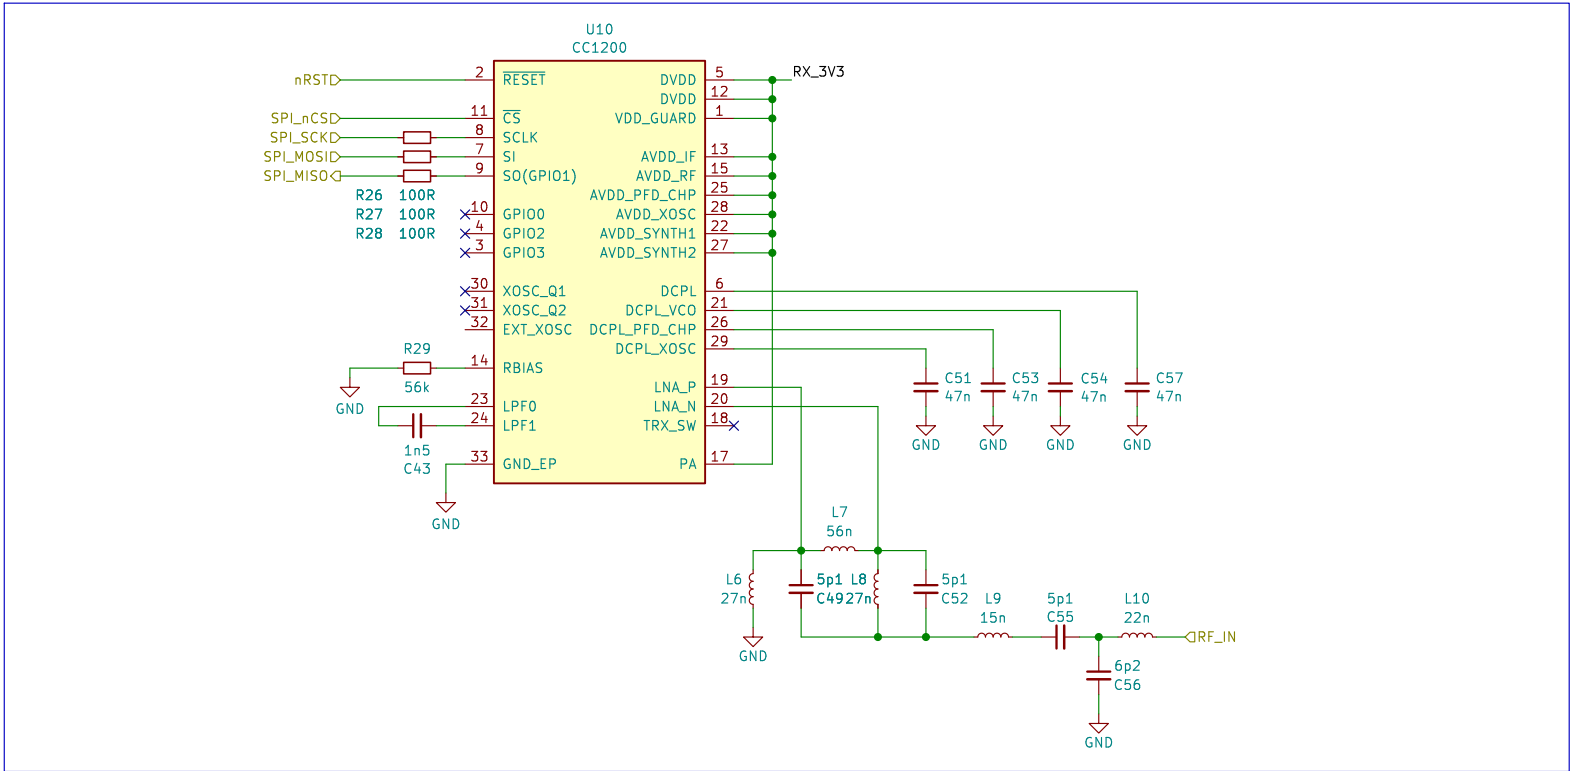 U10
CC1200
nRST
2
RESET
SPI_nCS
11
CS
SPI_SCK
8
SCLK
SPI_MOSI
7
SI
SPI_MISO
9
SO(GPIO1)
R26 100R
R27 100R
R28 100R
10
GPIO0
4
GPIO2
3
GPIO3
30
XOSC_Q1
31
XOSC_Q2
32
EXT_XOSC
R29
56k
14
RBIAS
GND
23
LPF0
24
LPF1
1n5
C43
33
GND_EP
GND
DVDD
5
RX_3V3
DVDD
12
VDD_GUARD
1
AVDD_IF
13
AVDD_RF
15
AVDD_PFD_CHP
25
AVDD_XOSC
28
AVDD_SYNTH1
22
AVDD_SYNTH2
27
DCPL
6
DCPL_VCO
21
DCPL_PFD_CHP
26
DCPL_XOSC
29
LNA_P
19
LNA_N
20
TRX_SW
18
PA
17
C51
47n
GND
C53
47n
GND
C54
47n
GND
C57
47n
GND
L7
56n
L6
27n
GND
5p1
C49
L8
27n
5p1
C52
L9
15n
5p1
C55
L10
22n
RF_IN
6p2
C56
GND